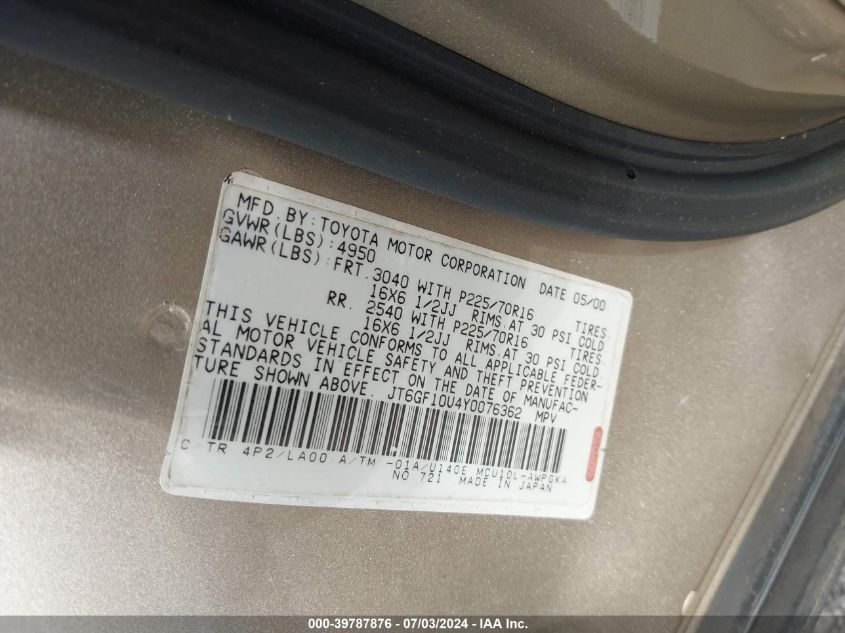 MFD. BY: TOYOTA MOTOR CORPORATION DATE 05/00
GVWR(LBS): 4950
GAWR(LBS): FRT. 3040 WITH P225/70R16 TIRES.
16X6 1/2JJ RIMS.AT 30 PSI COLD.
RR. 2540 WITH P225/70R16 TIRES.
16X6 1/2JJ RIMS.AT 30 PSI COLD
THIS VEHICLE CONFORMS TO ALL APPLICABLE FEDER-
AL MOTOR VEHICLE SAFETY AND THEFT PREVENTION
STANDARDS IN EFFECT ON THE DATE OF MANUFAC-
TURE SHOWN ABOVE. JT6GF10U4Y0076362 MPV
C/TR 4P2/LA00 A/TM -01A/U140E MCU10L-AWPGKA
NO 721 MADE IN JAPAN
000-39787876 - 07/03/2024 - IAA Inc.